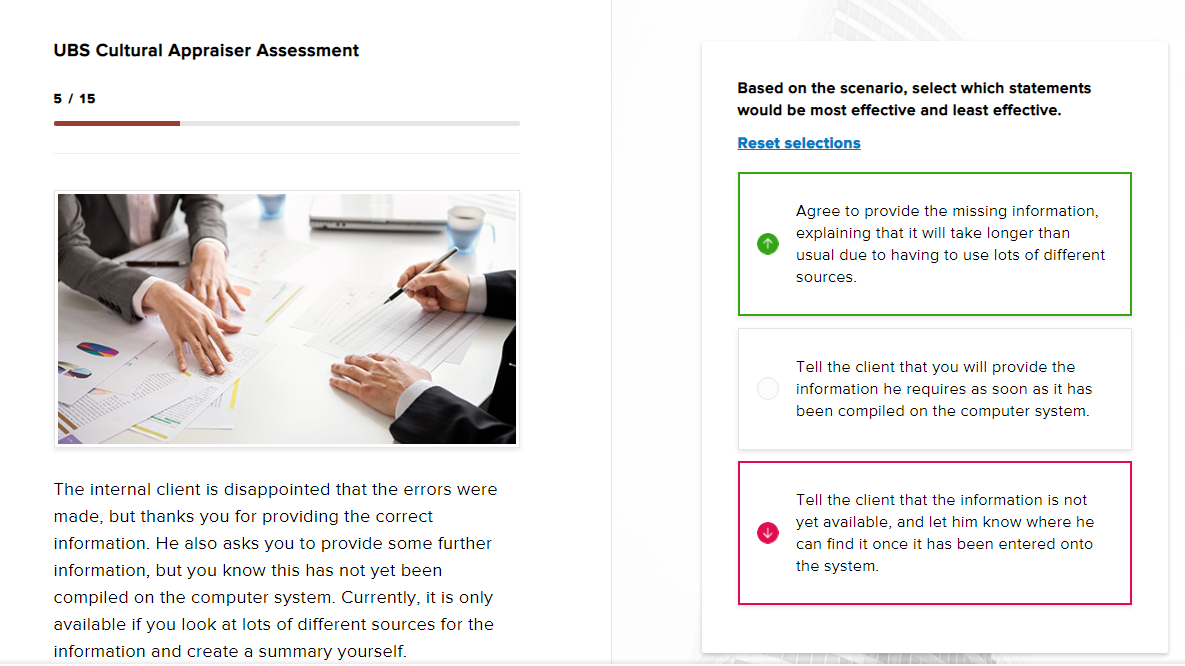 UBS Cultural Appraiser Assessment
5 / 15
The internal client is disappointed that the errors were
made, but thanks you for providing the correct
information. He also asks you to provide some further
information, but you know this has not yet been
compiled on the computer system. Currently, it is only
available if you look at lots of different sources for the
information and create a summary yourself.
Based on the scenario, select which statements
would be most effective and least effective.
Reset selections
Agree to provide the missing information,
explaining that it will take longer than
usual due to having to use lots of different
sources.
Tell the client that you will provide the
information he requires as soon as it has
been compiled on the computer system.
Tell the client that the information is not
yet available, and let him know where he
can find it once it has been entered onto
the system.